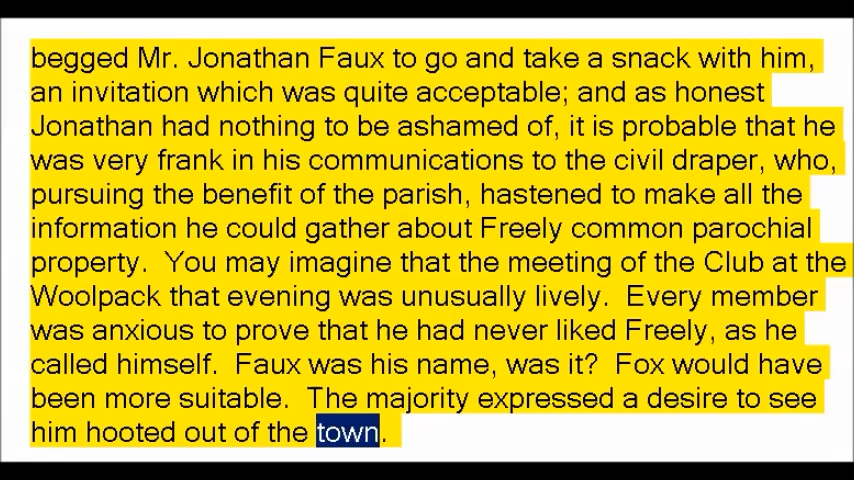 begged Mr. Jonathan Faux to go and take a snack with him,
an invitation which was quite acceptable; and as honest
Jonathan had nothing to be ashamed of, it is probable that he
was very frank in his communications to the civil draper, who,
pursuing the benefit of the parish, hastened to make all the
information he could gather about Freely common parochial
property.  You may imagine that the meeting of the Club at the
Woolpack that evening was unusually lively.  Every member
was anxious to prove that he had never liked Freely, as he
called himself.  Faux was his name, was it?  Fox would have
been more suitable.  The majority expressed a desire to see
him hooted out of the town.